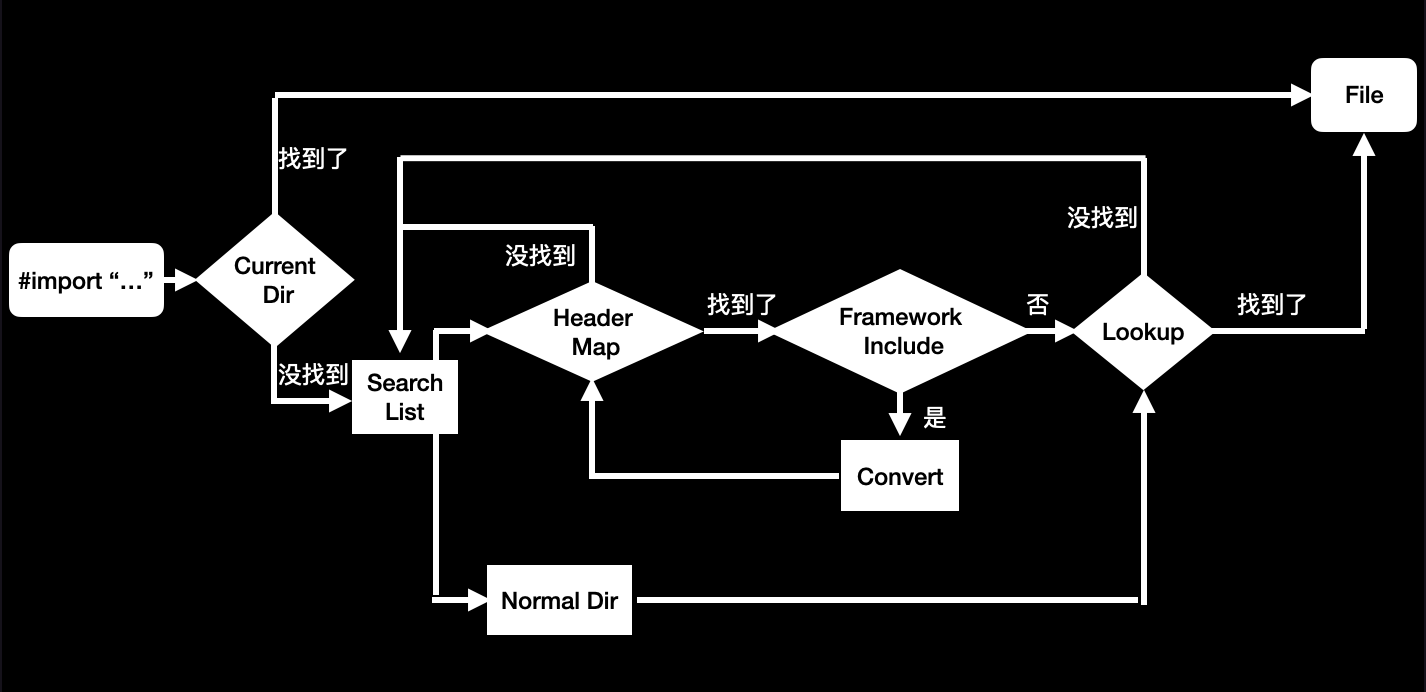 File
找到了
没找到
#import “...”
Current
Dir
没找到
找到了
否
找到了
Header
Map
Framework
Include
Lookup
没找到
Search
List
是
Convert
Normal Dir